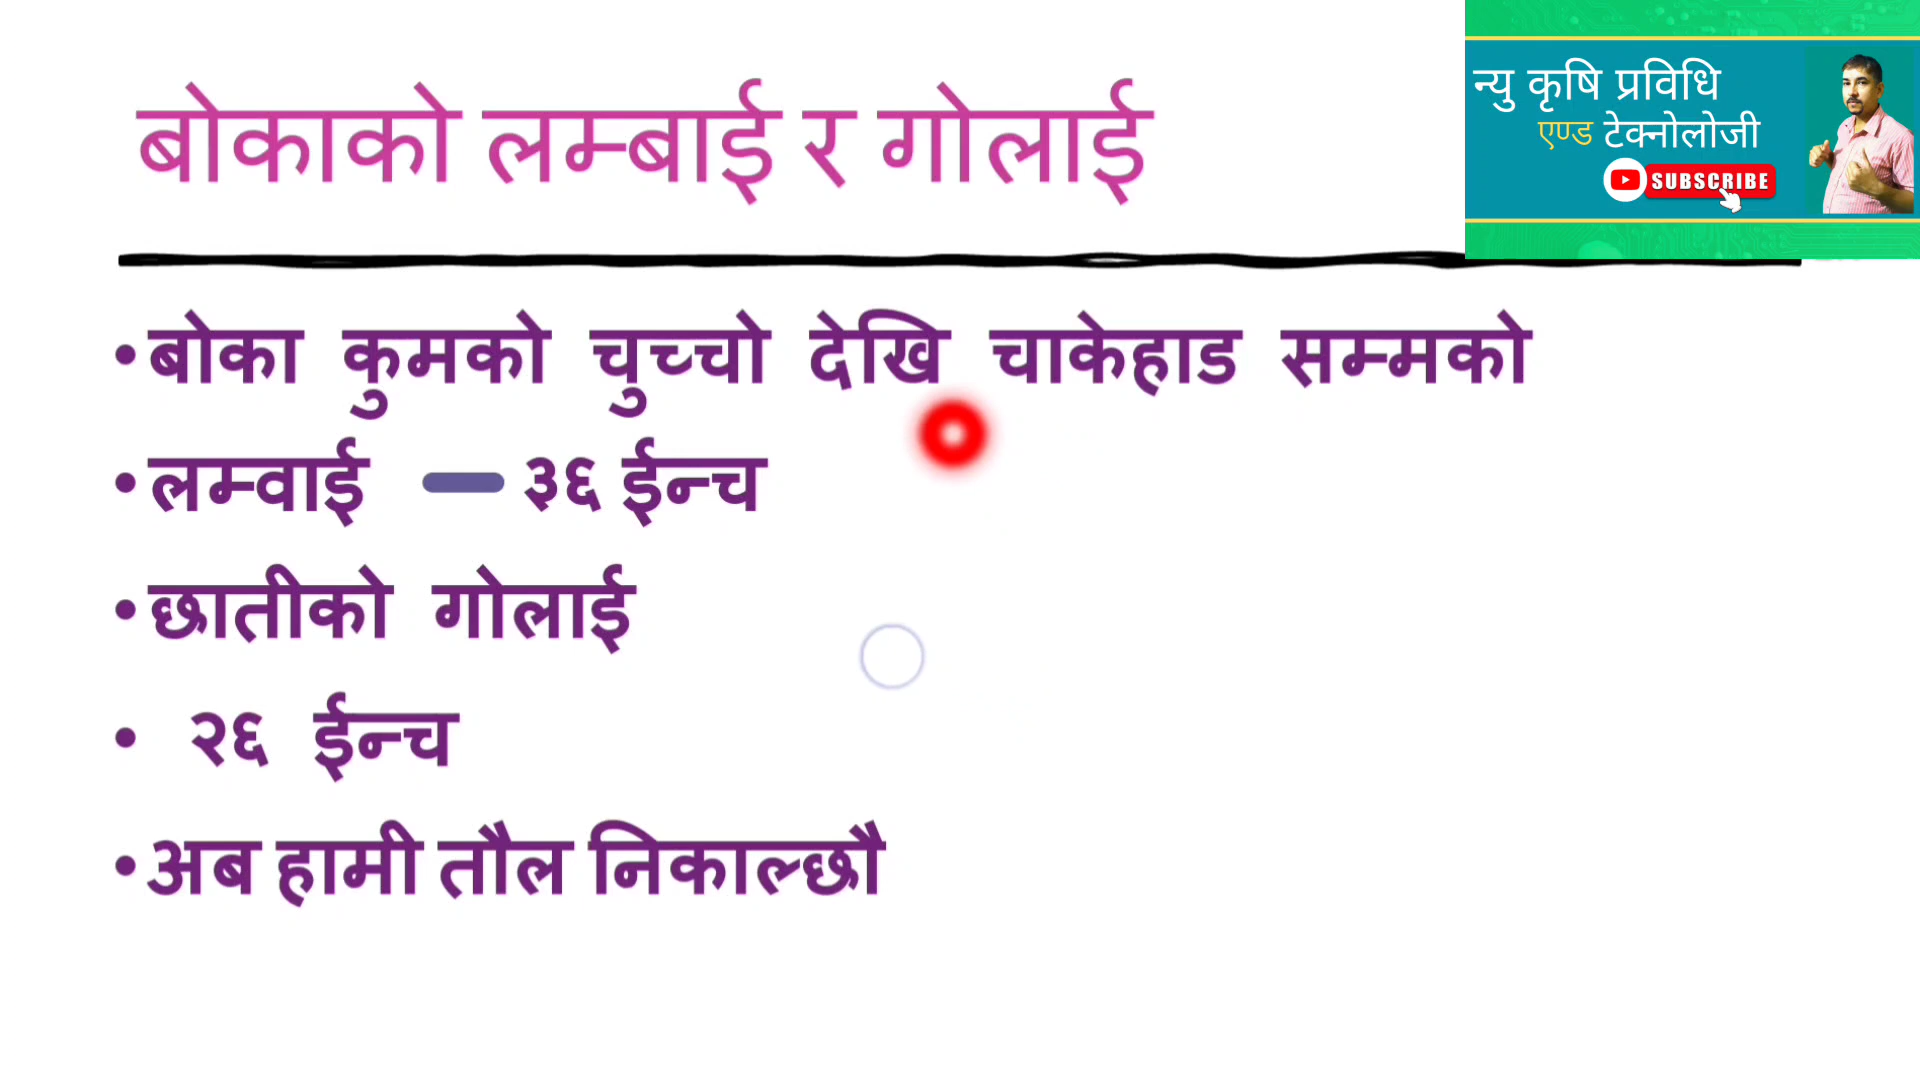 बोकाको लम्बाई र गोलाई
न्यु कृषि प्रविधि
एण्ड टेक्नोलोजी
SUBSCRIBE
•बोका कुमको चुच्चो देखि चाकेहाड सम्मको
•लम्वाई – ३६ ईन्च
•छातीको गोलाई
• २६ ईन्च
•अब हामी तौल निकाल्छौ